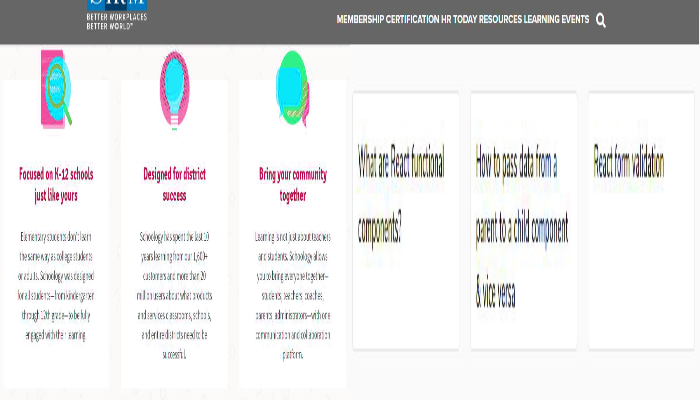 BETTER WORKPLACES
BETTER WORLD™
MEMBERSHIP CERTIFICATION HR TODAY RESOURCES LEARNING EVENTS
Focused on K-12 schools
just like yours
Elementary students don't learn
the same way as college students
or adults. Schoology was designed
for all students—from kindergarten
through 12th grade—to be fully
engaged with their learning.
Designed for district
success
Schoology has spent the last 10
years learning from our 1,600+
customers and more than 20
million users about what products
and services classrooms, schools,
and entire districts need to be
successful.
Bring your community
together
Learning is not just about teachers
and students. Schoology allows
you to bring everyone together—
students, teachers, coaches,
parents, administrators—with one
communication and collaboration
platform.
What are React functional
components?
How to pass data from a
parent to a child component
& vice versa
React form validation